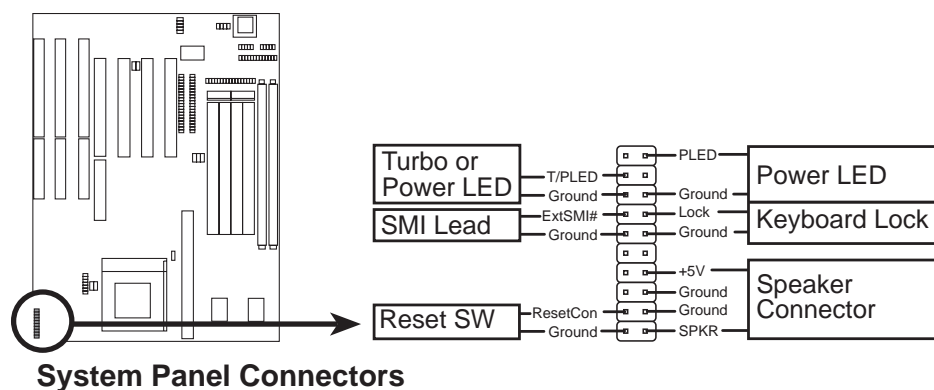 Turbo or
Power LED
T/PLED
Ground
SMI Lead
ExtSMI#
Ground
Reset SW
ResetCon
Ground
PLED
Ground
Power LED
Lock
Ground
Keyboard Lock
+5V
Ground
Ground
SPKR
Speaker
Connector
System Panel Connectors